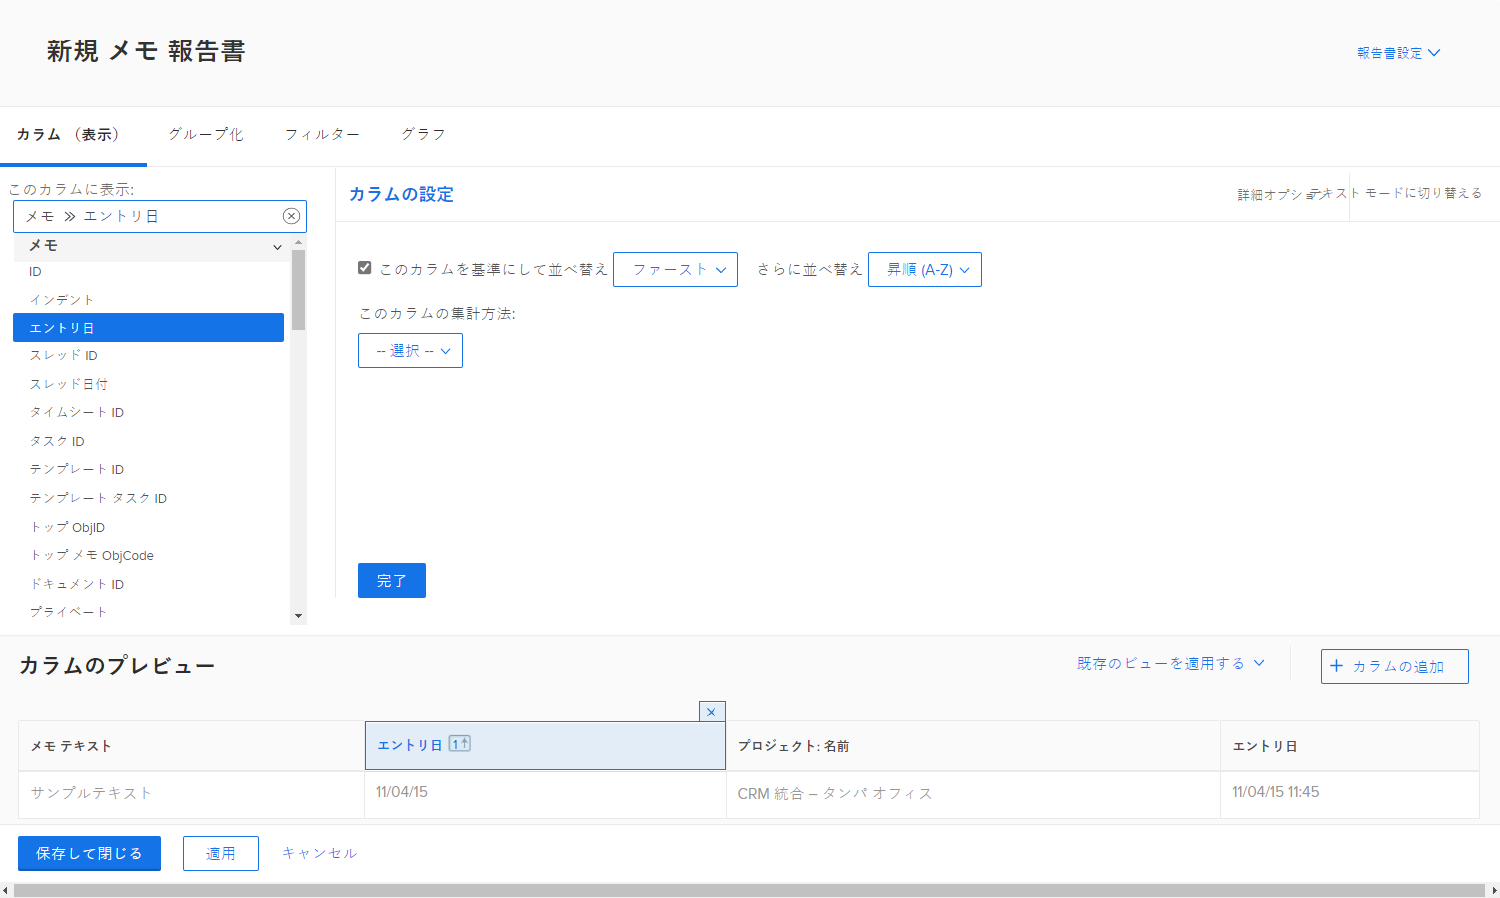 新規 メモ 報告書
報告書設定
カラム （表示）
グループ化
フィルター
グラフ
このカラムに表示:
メモ ≫ エントリ日
メモ
ID
インデント
エントリ日
スレッド ID
スレッド日付
タイムシート ID
タスク ID
テンプレート ID
テンプレート タスク ID
トップ ObjID
トップ メモ ObjCode
ドキュメント ID
プライベート
カラムの設定
詳細オプション
テキスト モードに切り替える
このカラムを基準にして並べ替え ファースト さらに並べ替え 昇順 (A-Z)
このカラムの集計方法:
-- 選択 --
完了
カラムのプレビュー
既存のビューを適用する
+ カラムの追加
メモ テキスト
エントリ日 1↑
プロジェクト: 名前
エントリ日
サンプルテキスト
11/04/15
CRM 統合 – タンパ オフィス
11/04/15 11:45
保存して閉じる
適用
キャンセル